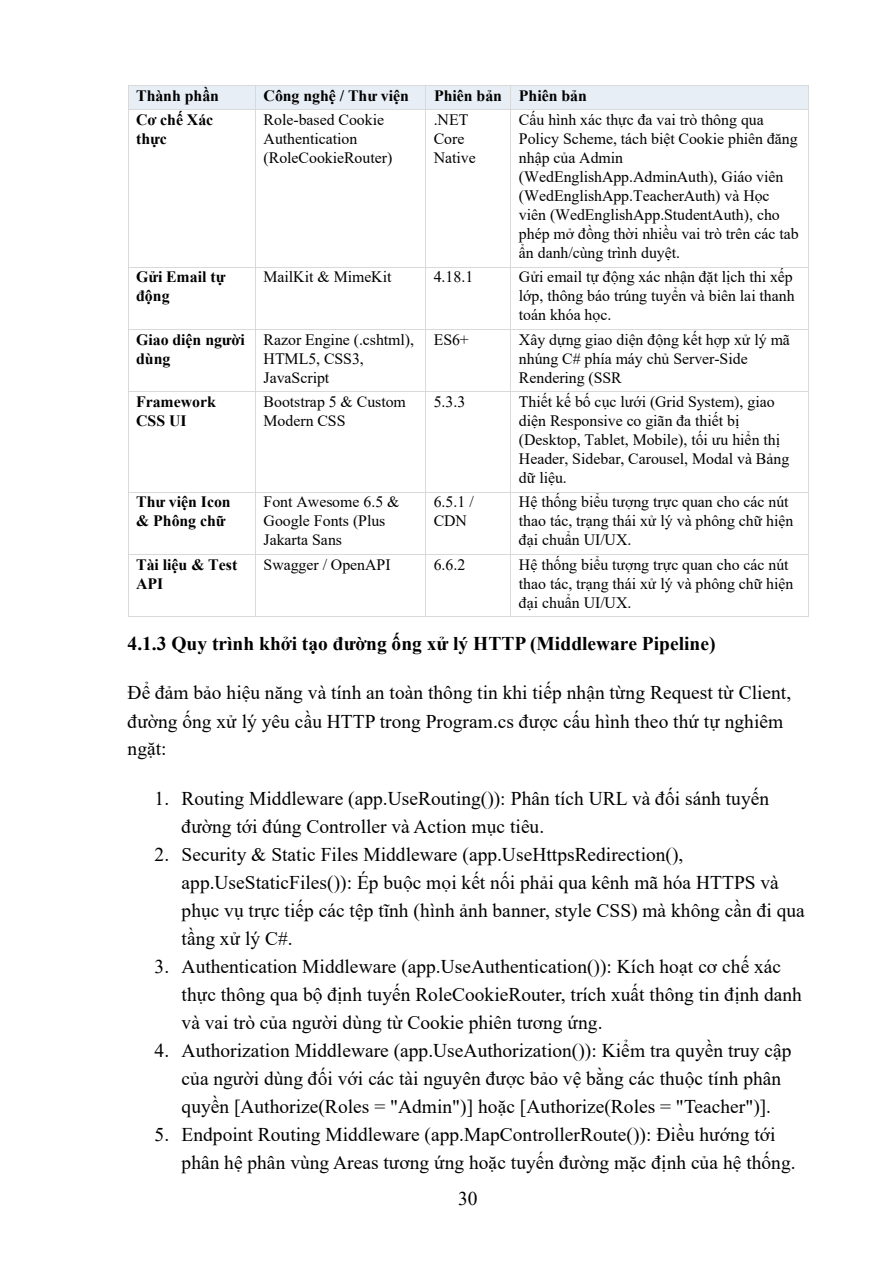 Thành phần Công nghệ / Thư viện Phiên bản Phiên bản
Cơ chế Xác Role-based Cookie .NET Cấu hình xác thực đa vai trò thông qua
thực Authentication Core Policy Scheme, tách biệt Cookie phiên đăng
(RoleCookieRouter) Native nhập của Admin
(WedEnglishApp.AdminAuth), Giáo viên
(WedEnglishApp.TeacherAuth) và Học
viên (WedEnglishApp.StudentAuth), cho
phép mở đồng thời nhiều vai trò trên các tab
ẩn danh/cùng trình duyệt.
Gửi Email tự MailKit & MimeKit 4.18.1 Gửi email tự động xác nhận đặt lịch thi xếp
động lớp, thông báo trúng tuyển và biên lai thanh
toán khóa học.
Giao diện người Razor Engine (.cshtml), ES6+ Xây dựng giao diện động kết hợp xử lý mã
dùng HTML5, CSS3, nhúng C# phía máy chủ Server-Side
JavaScript Rendering (SSR
Framework Bootstrap 5 & Custom 5.3.3 Thiết kế bố cục lưới (Grid System), giao
CSS UI Modern CSS diện Responsive co giãn đa thiết bị
(Desktop, Tablet, Mobile), tối ưu hiển thị
Header, Sidebar, Carousel, Modal và Bảng
dữ liệu.
Thư viện Icon Font Awesome 6.5 & 6.5.1 / Hệ thống biểu tượng trực quan cho các nút
& Phông chữ Google Fonts (Plus CDN thao tác, trạng thái xử lý và phông chữ hiện
Jakarta Sans đại chuẩn UI/UX.
Tài liệu & Test Swagger / OpenAPI 6.6.2 Hệ thống biểu tượng trực quan cho các nút
API thao tác, trạng thái xử lý và phông chữ hiện
đại chuẩn UI/UX.
4.1.3 Quy trình khởi tạo đường ống xử lý HTTP (Middleware Pipeline)
Để đảm bảo hiệu năng và tính an toàn thông tin khi tiếp nhận từng Request từ Client,
đường ống xử lý yêu cầu HTTP trong Program.cs được cấu hình theo thứ tự nghiêm
ngặt:
1. Routing Middleware (app.UseRouting()): Phân tích URL và đối sánh tuyến
đường tới đúng Controller và Action mục tiêu.
2. Security & Static Files Middleware (app.UseHttpsRedirection(),
app.UseStaticFiles()): Ép buộc mọi kết nối phải qua kênh mã hóa HTTPS và
phục vụ trực tiếp các tệp tĩnh (hình ảnh banner, style CSS) mà không cần đi qua
tầng xử lý C#.
3. Authentication Middleware (app.UseAuthentication()): Kích hoạt cơ chế xác
thực thông qua bộ định tuyến RoleCookieRouter, trích xuất thông tin định danh
và vai trò của người dùng từ Cookie phiên tương ứng.
4. Authorization Middleware (app.UseAuthorization()): Kiểm tra quyền truy cập
của người dùng đối với các tài nguyên được bảo vệ bằng các thuộc tính phân
quyền [Authorize(Roles = "Admin")] hoặc [Authorize(Roles = "Teacher")].
5. Endpoint Routing Middleware (app.MapControllerRoute()): Điều hướng tới
phân hệ phân vùng Areas tương ứng hoặc tuyến đường mặc định của hệ thống.
30